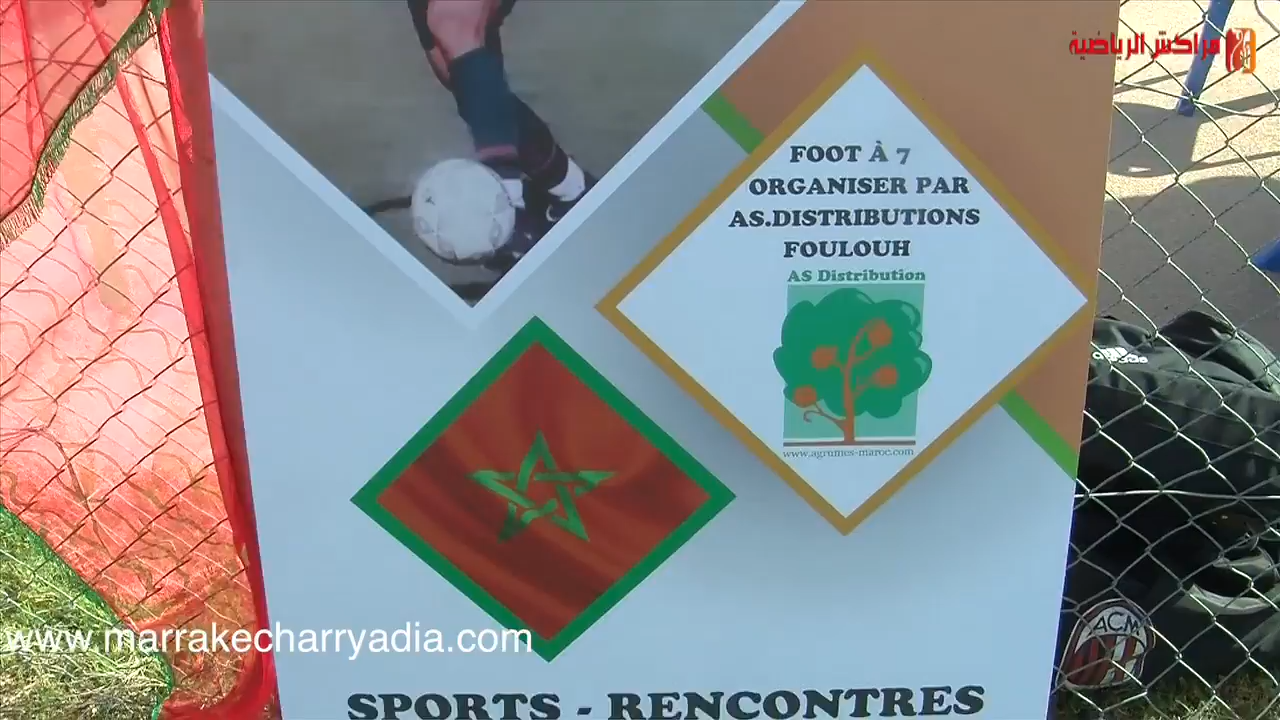 مراكش الرياضية
FOOT À 7
ORGANISER PAR
AS.DISTRIBUTIONS
FOULOUH
AS Distribution
www.agrumes-maroc.com
adidas
ACM
www.marrakecharryadia.com
SPORTS - RENCONTRES